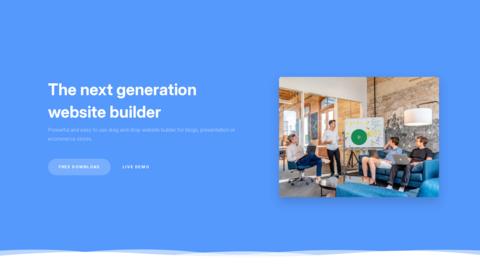 The next generation
website builder
Powerful and easy to use drag and drop website builder for blogs, presentation or
ecommerce stores.
FREE DOWNLOAD
LIVE DEMO